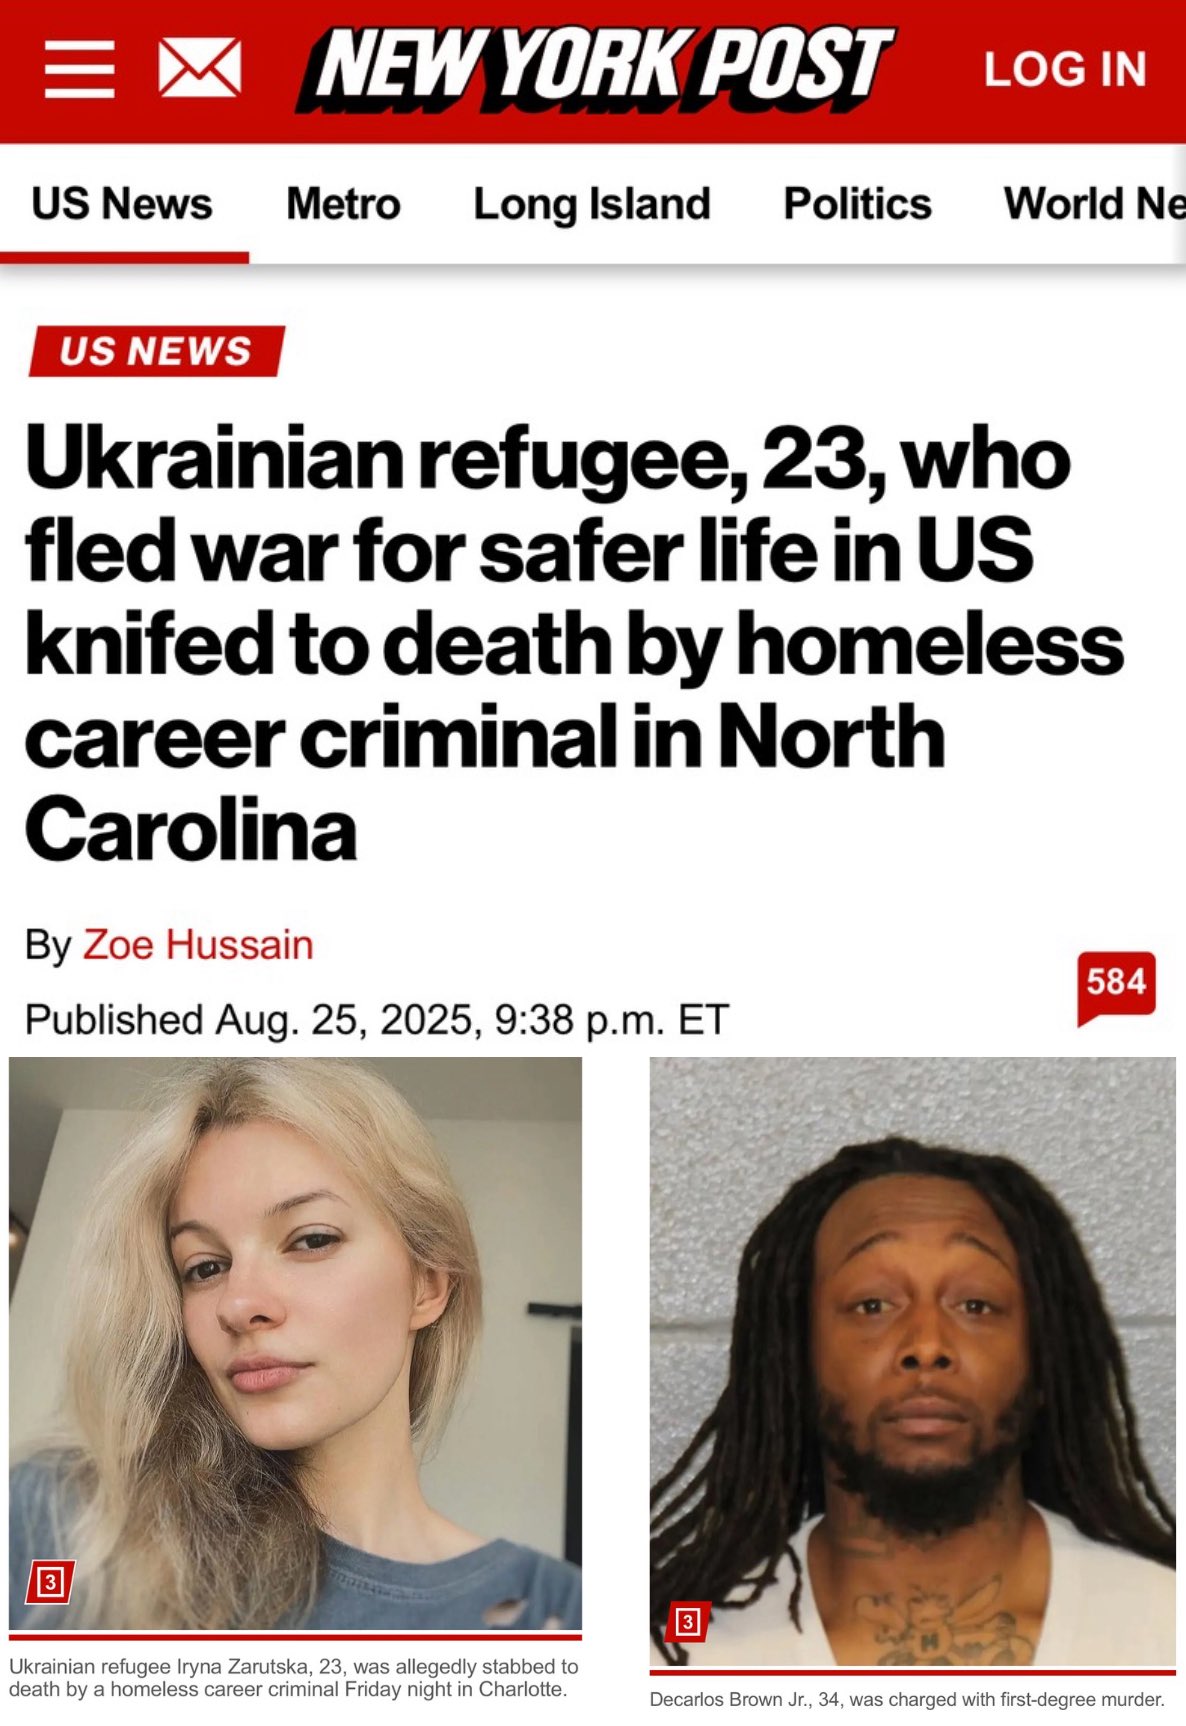 NEW YORK POST
LOG IN
US News Metro Long Island Politics World Ne
US NEWS
Ukrainian refugee, 23, who
fled war for safer life in US
knifed to death by homeless
career criminal in North
Carolina
By Zoe Hussain
584
Published Aug. 25, 2025, 9:38 p.m. ET
3
Ukrainian refugee Iryna Zarutska, 23, was allegedly stabbed to
death by a homeless career criminal Friday night in Charlotte.
H
3
Decarlos Brown Jr., 34, was charged with first-degree murder.